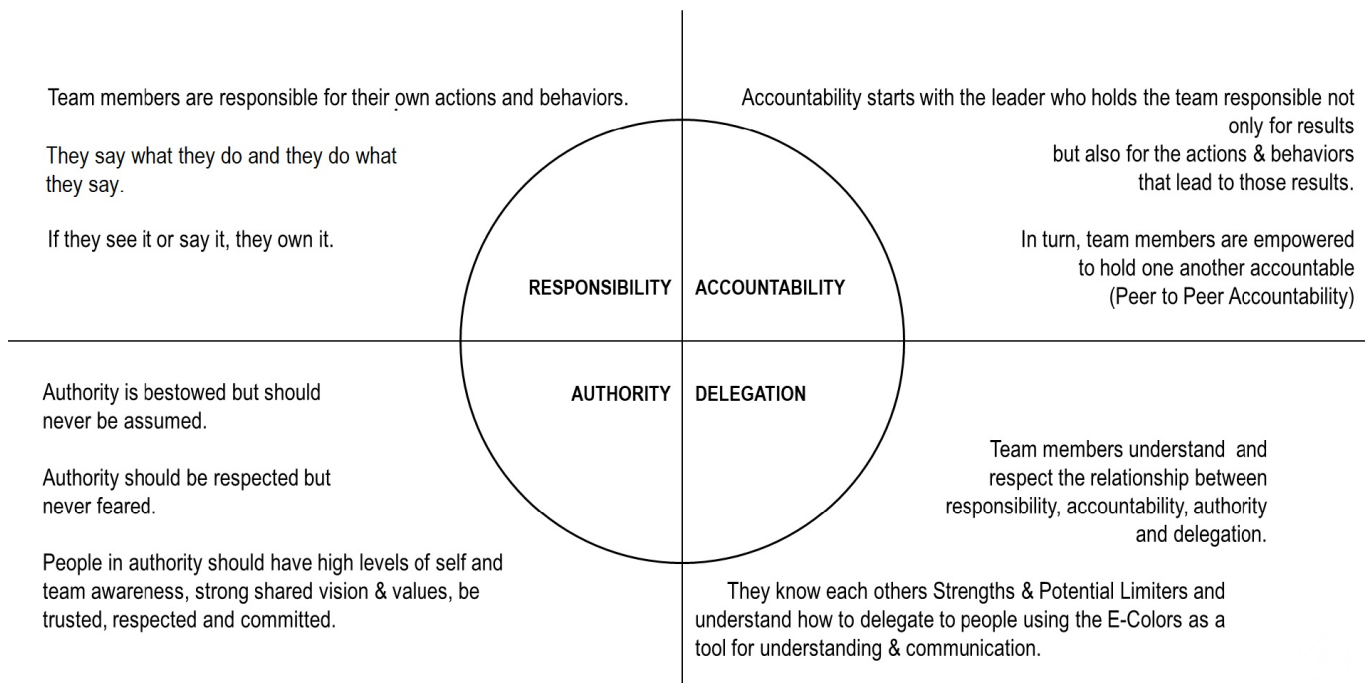 Team members are responsible for their own actions and behaviors.
They say what they do and they do what
they say.
If they see it or say it, they own it.
RESPONSIBILITY
Accountability starts with the leader who holds the team responsible not
only for results
but also for the actions & behaviors
that lead to those results.
In turn, team members are empowered
to hold one another accountable
(Peer to Peer Accountability)
ACCOUNTABILITY
AUTHORITY
Authority is bestowed but should
never be assumed.
Authority should be respected but
never feared.
People in authority should have high levels of self and
team awareness, strong shared vision & values, be
trusted, respected and committed.
DELEGATION
Team members understand and
respect the relationship between
responsibility, accountability, authority
and delegation.
They know each others Strengths & Potential Limiters and
understand how to delegate to people using the E-Colors as a
tool for understanding & communication.